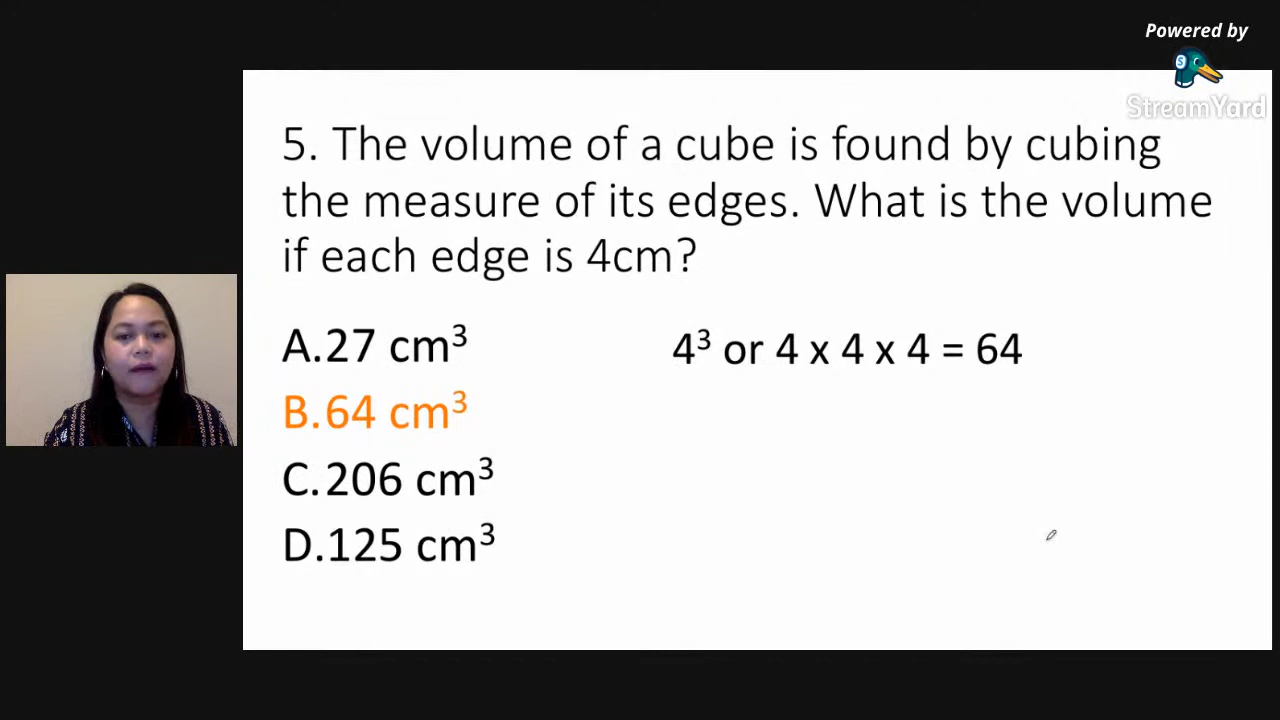 Powered by
StreamYard
5. The volume of a cube is found by cubing
the measure of its edges. What is the volume
if each edge is 4cm?
A.27 cm³
4³ or 4 x 4 x 4 = 64
B.64 cm³
C.206 cm³
D.125 cm³